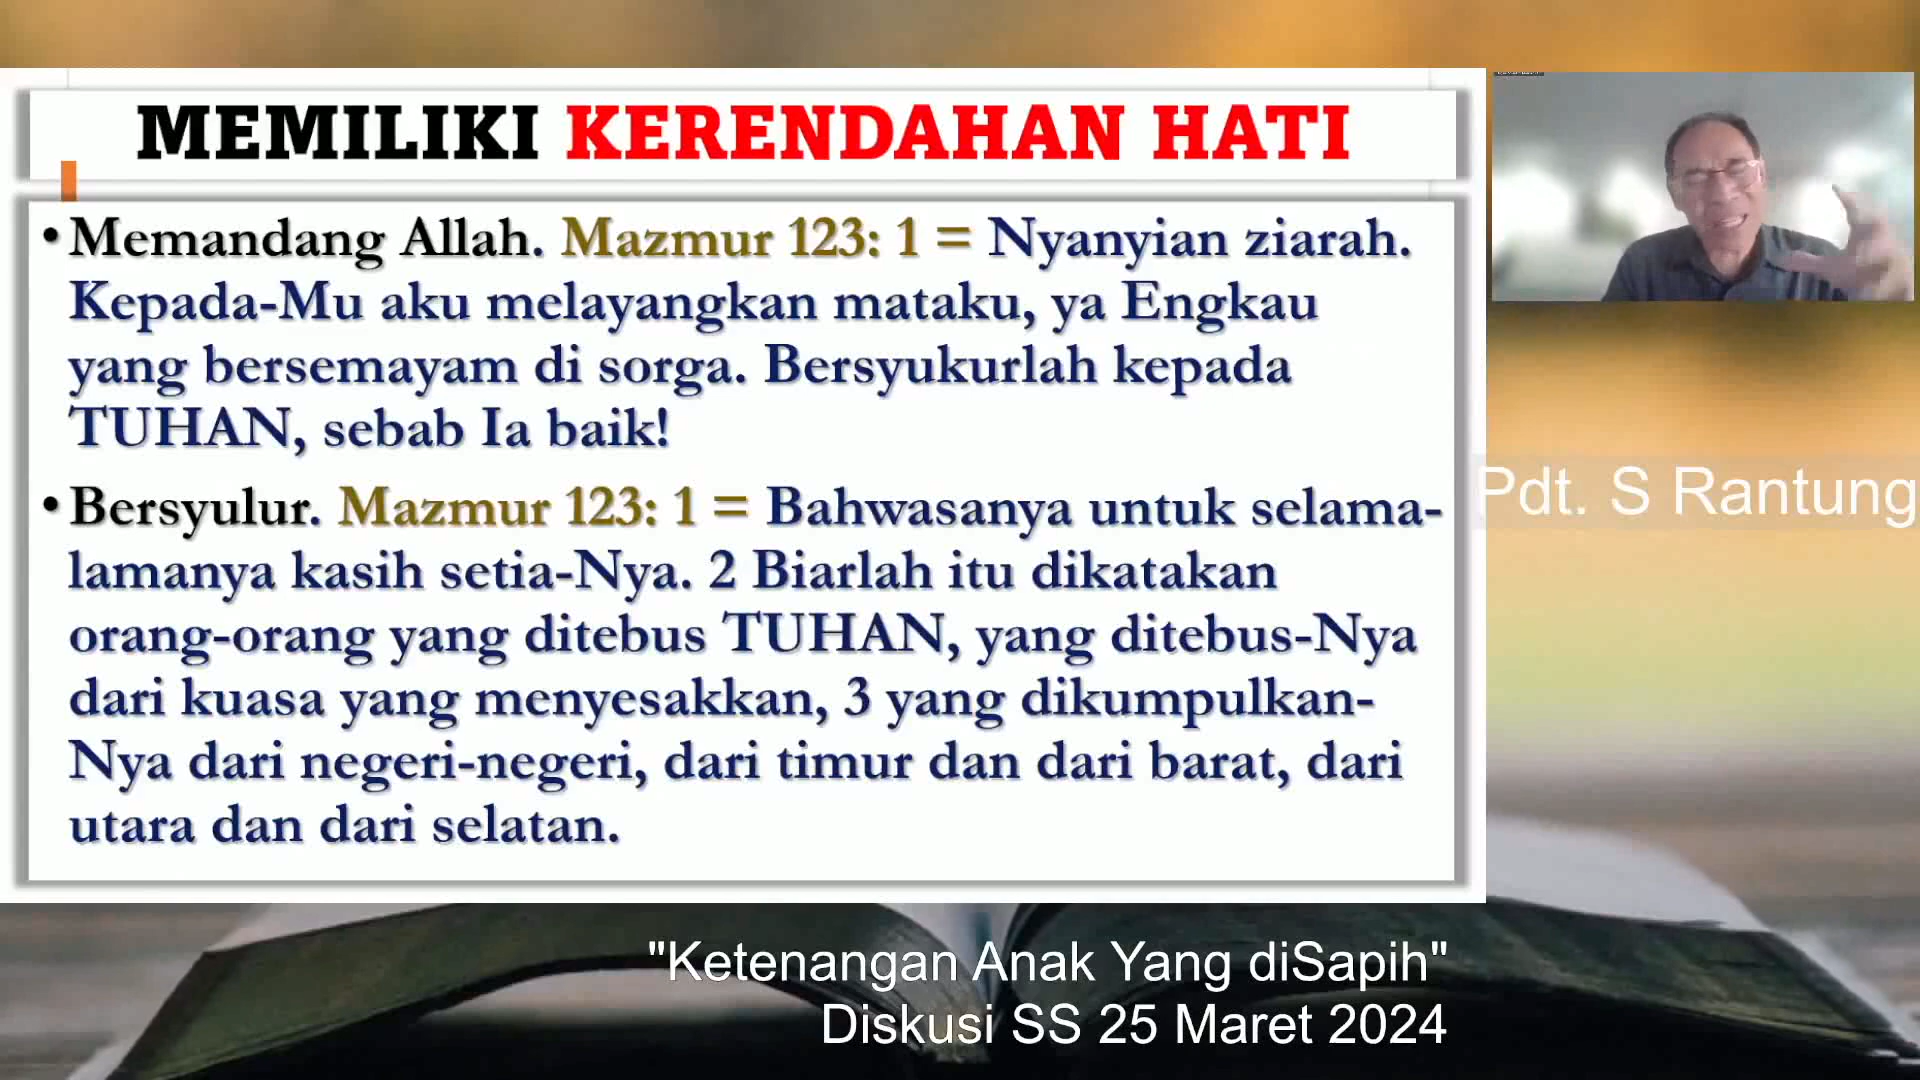 MEMILIKI KERENDAHAN HATI
• Memandang Allah. Mazmur 123: 1 = Nyanyian ziarah.
Kepada-Mu aku melayangkan mataku, ya Engkau
yang bersemayam di sorga. Bersyukurlah kepada
TUHAN, sebab Ia baik!
• Bersyulur. Mazmur 123: 1 = Bahwasanya untuk selama-
lamanya kasih setia-Nya. 2 Biarlah itu dikatakan
orang-orang yang ditebus TUHAN, yang ditebus-Nya
dari kuasa yang menyesakkan, 3 yang dikumpulkan-
Nya dari negeri-negeri, dari timur dan dari barat, dari
utara dan dari selatan.
Pdt. S Rantung
"Ketenangan Anak Yang diSapih"
Diskusi SS 25 Maret 2024